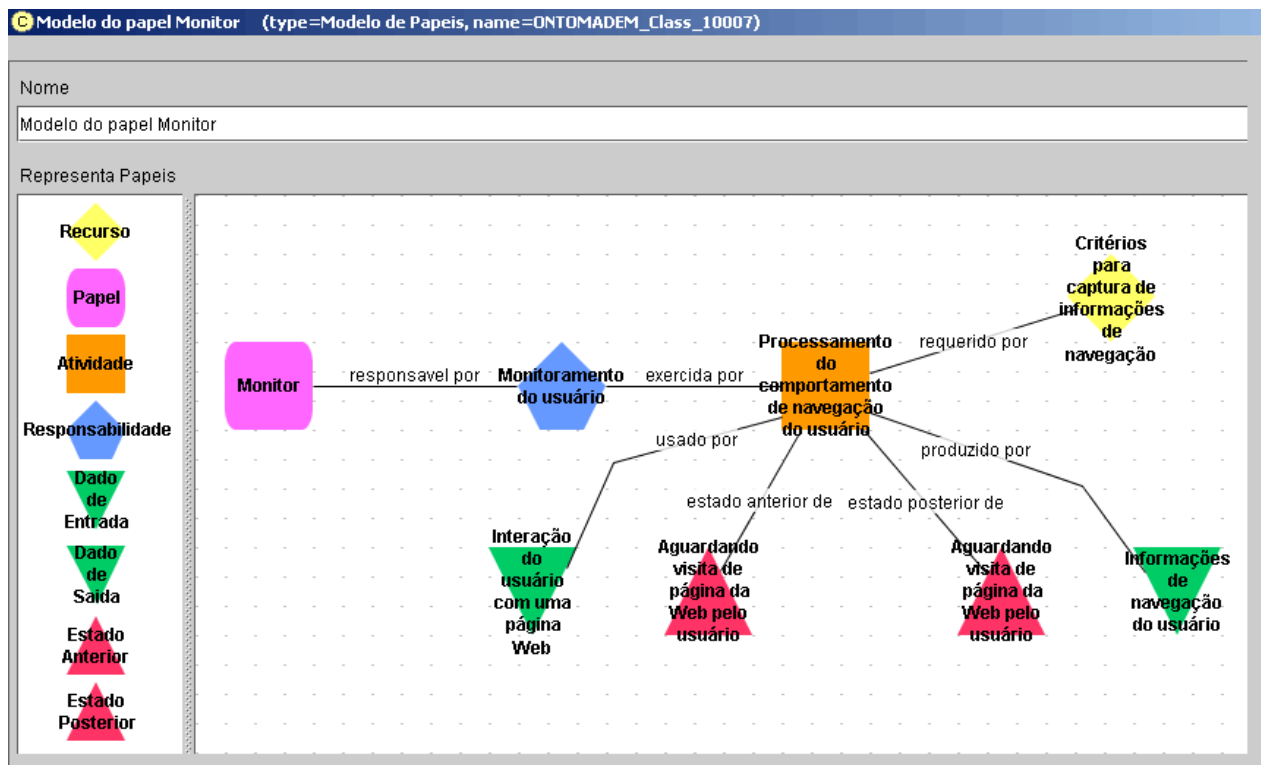 C Modelo do papel Monitor (type=Modelo de Papeis, name=ONTOMADEM_Class_10007)
Nome
Modelo do papel Monitor
Representa Papeis
Recurso
Papel
Atividade
Responsabilidade
Dado
de
Entrada
Dado
de
Saida
Estado
Anterior
Estado
Posterior
Monitor
responsavel por
Monitoramento
do usuário
exercida por
Processamento
do
comportamento
de navegação
do usuário
requerido por
Critérios
para
captura de
informações
de
navegação
usado por
estado anterior de
estado posterior de
produzido por
Interação
do
usuário
com uma
página
Web
Aguardando
visita de
página da
Web pelo
usuário
Aguardando
visita de
página da
Web pelo
usuário
Informações
de
navegação
do usuário